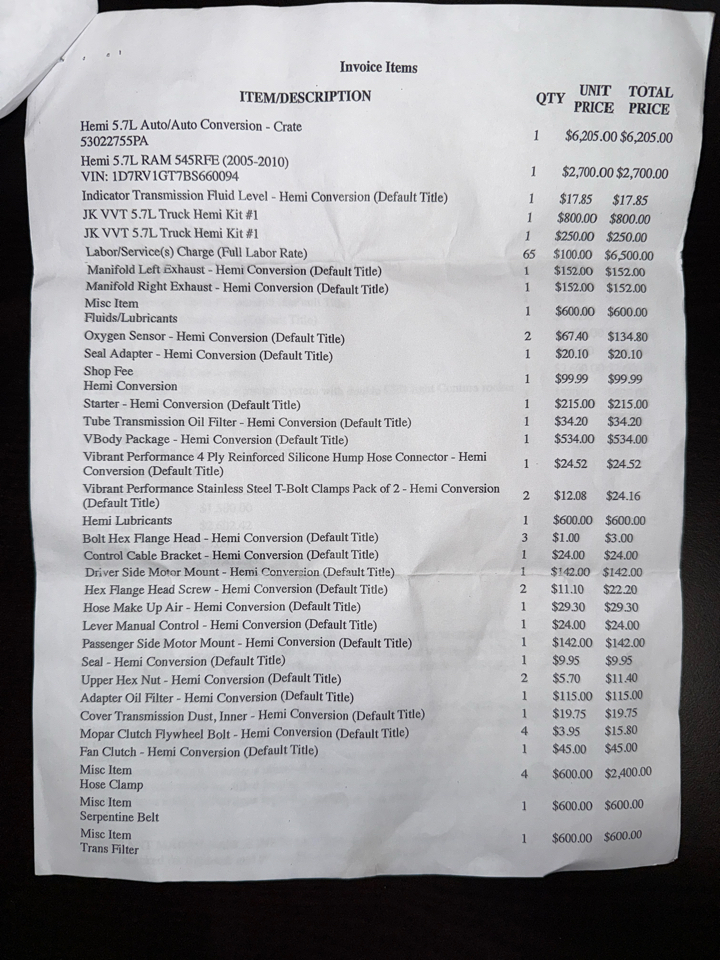 Invoice Items
ITEM/DESCRIPTION QTY UNIT PRICE TOTAL PRICE
Hemi 5.7L Auto/Auto Conversion - Crate
53022755PA 1 $6,205.00 $6,205.00
Hemi 5.7L RAM 545RFE (2005-2010)
VIN: 1D7RV1GT7BS660094 1 $2,700.00 $2,700.00
Indicator Transmission Fluid Level - Hemi Conversion (Default Title) 1 $17.85 $17.85
JK VVT 5.7L Truck Hemi Kit #1 1 $800.00 $800.00
JK VVT 5.7L Truck Hemi Kit #1 1 $250.00 $250.00
Labor/Service(s) Charge (Full Labor Rate) 65 $100.00 $6,500.00
Manifold Left Exhaust - Hemi Conversion (Default Title) 1 $152.00 $152.00
Manifold Right Exhaust - Hemi Conversion (Default Title) 1 $152.00 $152.00
Misc Item
Fluids/Lubricants 1 $600.00 $600.00
Oxygen Sensor - Hemi Conversion (Default Title) 2 $67.40 $134.80
Seal Adapter - Hemi Conversion (Default Title) 1 $20.10 $20.10
Shop Fee
Hemi Conversion 1 $99.99 $99.99
Starter - Hemi Conversion (Default Title) 1 $215.00 $215.00
Tube Transmission Oil Filter - Hemi Conversion (Default Title) 1 $34.20 $34.20
VBody Package - Hemi Conversion (Default Title) 1 $534.00 $534.00
Vibrant Performance 4 Ply Reinforced Silicone Hump Hose Connector - Hemi
Conversion (Default Title) 1 $24.52 $24.52
Vibrant Performance Stainless Steel T-Bolt Clamps Pack of 2 - Hemi Conversion
(Default Title) 2 $12.08 $24.16
Hemi Lubricants 1 $600.00 $600.00
Bolt Hex Flange Head - Hemi Conversion (Default Title) 3 $1.00 $3.00
Control Cable Bracket - Hemi Conversion (Default Title) 1 $24.00 $24.00
Driver Side Motor Mount - Hemi Conversion (Default Title) 1 $142.00 $142.00
Hex Flange Head Screw - Hemi Conversion (Default Title) 2 $11.10 $22.20
Hose Make Up Air - Hemi Conversion (Default Title) 1 $29.30 $29.30
Lever Manual Control - Hemi Conversion (Default Title) 1 $24.00 $24.00
Passenger Side Motor Mount - Hemi Conversion (Default Title) 1 $142.00 $142.00
Seal - Hemi Conversion (Default Title) 1 $9.95 $9.95
Upper Hex Nut - Hemi Conversion (Default Title) 2 $5.70 $11.40
Adapter Oil Filter - Hemi Conversion (Default Title) 1 $115.00 $115.00
Cover Transmission Dust, Inner - Hemi Conversion (Default Title) 1 $19.75 $19.75
Mopar Clutch Flywheel Bolt - Hemi Conversion (Default Title) 4 $3.95 $15.80
Fan Clutch - Hemi Conversion (Default Title) 1 $45.00 $45.00
Misc Item
Hose Clamp 4 $600.00 $2,400.00
Misc Item
Serpentine Belt 1 $600.00 $600.00
Misc Item
Trans Filter 1 $600.00 $600.00